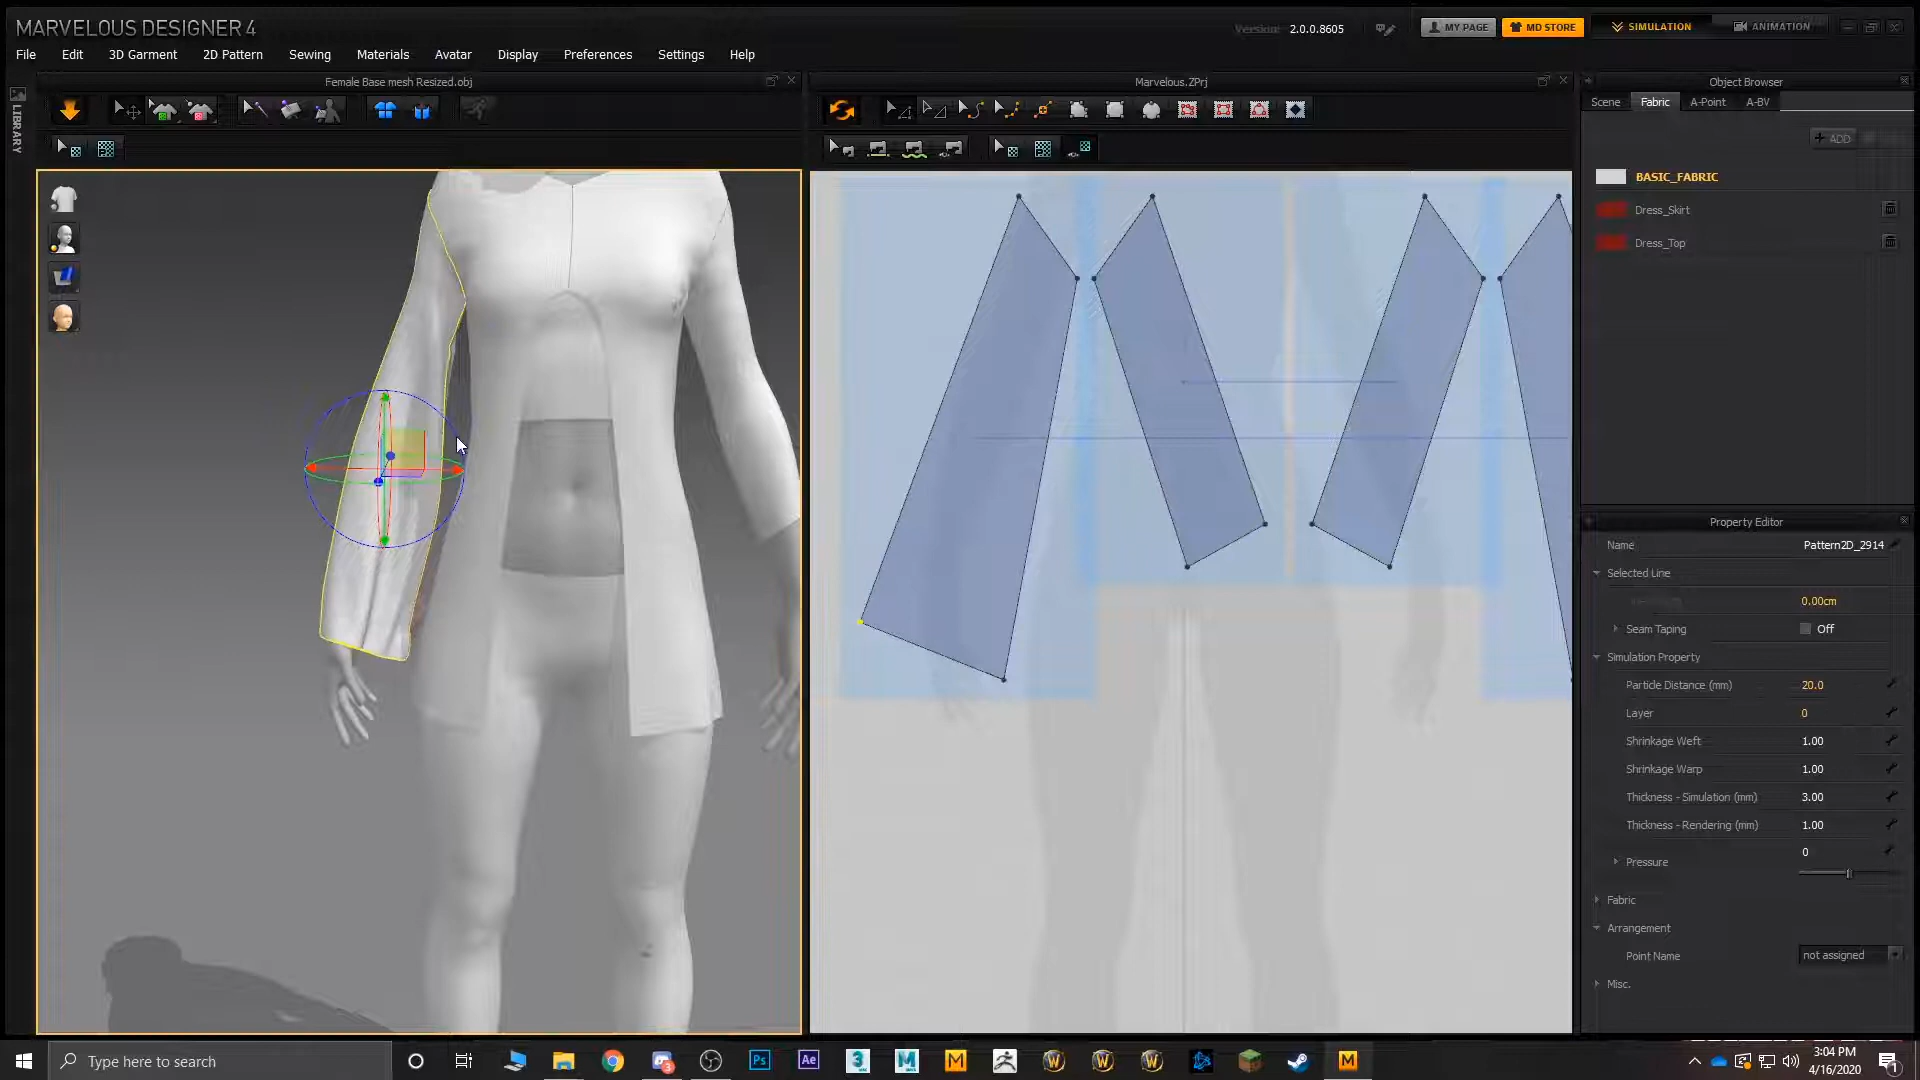 MARVELOUS DESIGNER 4
Version: 2.0.0.8605
MY PAGE
MD STORE
SIMULATION
ANIMATION
File Edit 3D Garment 2D Pattern Sewing Materials Avatar Display Preferences Settings Help
Female Base mesh Resized.obj
Marvelous.ZPrj
Object Browser
LIBRARY
Scene Fabric A-Point A-BV
+ ADD
BASIC_FABRIC
Dress_Skirt
Dress_Top
Property Editor
Name Pattern2D_2914
Selected Line
0.00cm
Seam Taping Off
Simulation Property
Particle Distance (mm) 20.0
Layer 0
Shrinkage Weft 1.00
Shrinkage Warp 1.00
Thickness - Simulation (mm) 3.00
Thickness - Rendering (mm) 1.00
Pressure 0
Fabric
Arrangement
Point Name not assigned
Misc.
Type here to search
3
Ps
Ae
3
M
M
W
W
W
M
3:04 PM
4/16/2020
1